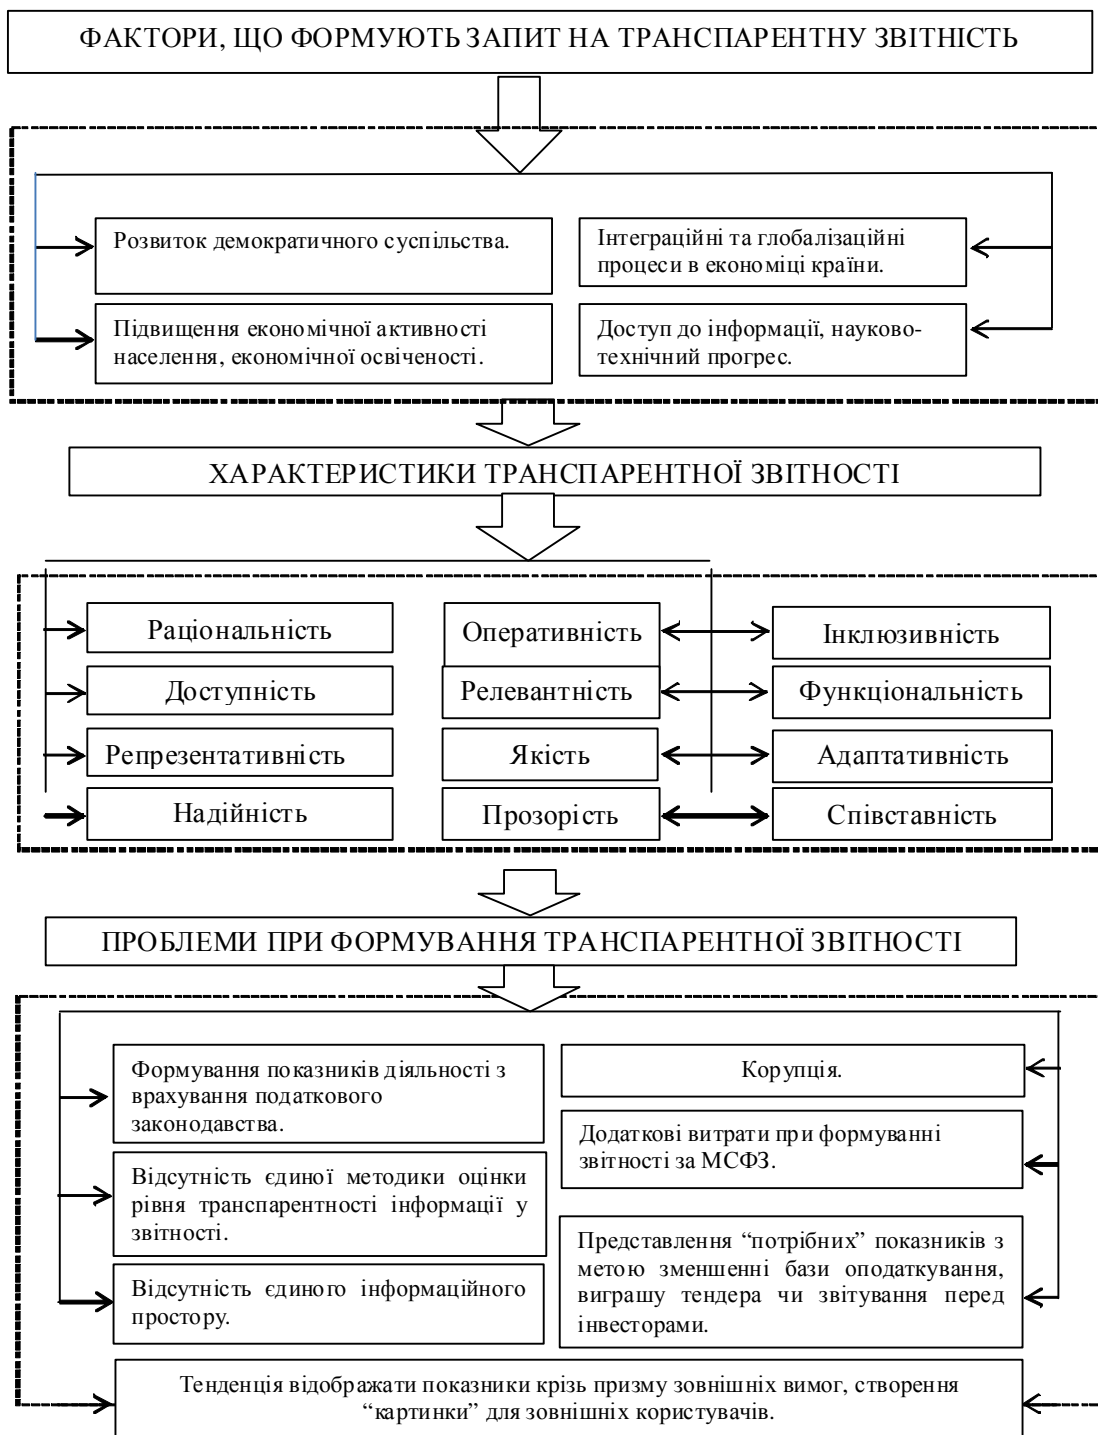 ФАКТОРИ, ЩО ФОРМУЮТЬ ЗАПИТ НА ТРАНСПАРЕНТНУ ЗВІТНІСТЬ
Розвиток демократичного суспільства.
Інтеграційні та глобалізаційні
процеси в економіці країни.
Підвищення економічної активності
населення, економічної освіченості.
Доступ до інформації, науково-
технічний прогрес.
ХАРАКТЕРИСТИКИ ТРАНСПАРЕНТНОЇ ЗВІТНОСТІ
Раціональність
Оперативність
Інклюзивність
Доступність
Релевантність
Функціональність
Репрезентативність
Якість
Адаптативність
Надійність
Прозорість
Співставність
ПРОБЛЕМИ ПРИ ФОРМУВАННЯ ТРАНСПАРЕНТНОЇ ЗВІТНОСТІ
Формування показників діяльності з
врахування податкового
законодавства.
Відсутність єдиної методики оцінки
рівня транспарентності інформації у
звітності.
Відсутність єдиного інформаційного
простору.
Корупція.
Додаткові витрати при формуванні
звітності за МСФЗ.
Представлення “потрібних” показників з
метою зменшенні бази оподаткування,
виграшу тендера чи звітування перед
інвесторами.
Тенденція відображати показники крізь призму зовнішніх вимог, створення
“картинки” для зовнішніх користувачів.